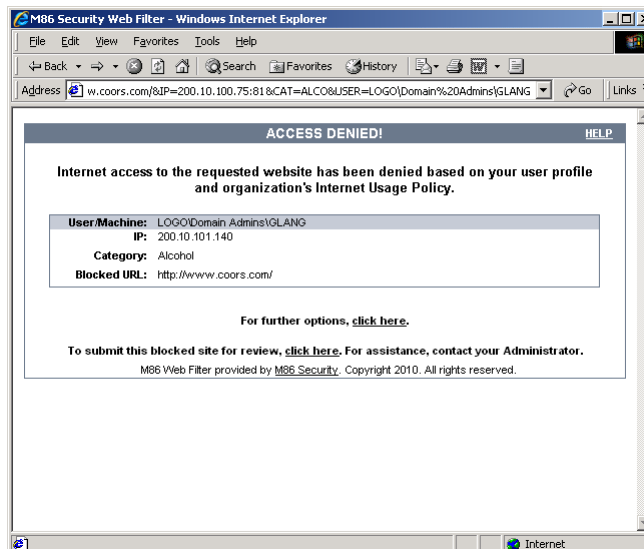 M86 Security Web Filter - Windows Internet Explorer
File Edit View Favorites Tools Help
Back Search Favorites History
Address w.coors.com/&IP=200.10.100.75:81&CAT=ALCO&USER=LOGO\Domain%20Admins\GLANG Go Links
ACCESS DENIED! HELP
Internet access to the requested website has been denied based on your user profile
and organization's Internet Usage Policy.
User/Machine: LOGO\Domain Admins\GLANG
IP: 200.10.101.140
Category: Alcohol
Blocked URL: http://www.coors.com/
For further options, click here.
To submit this blocked site for review, click here. For assistance, contact your Administrator.
M86 Web Filter provided by M86 Security. Copyright 2010. All rights reserved.
Internet